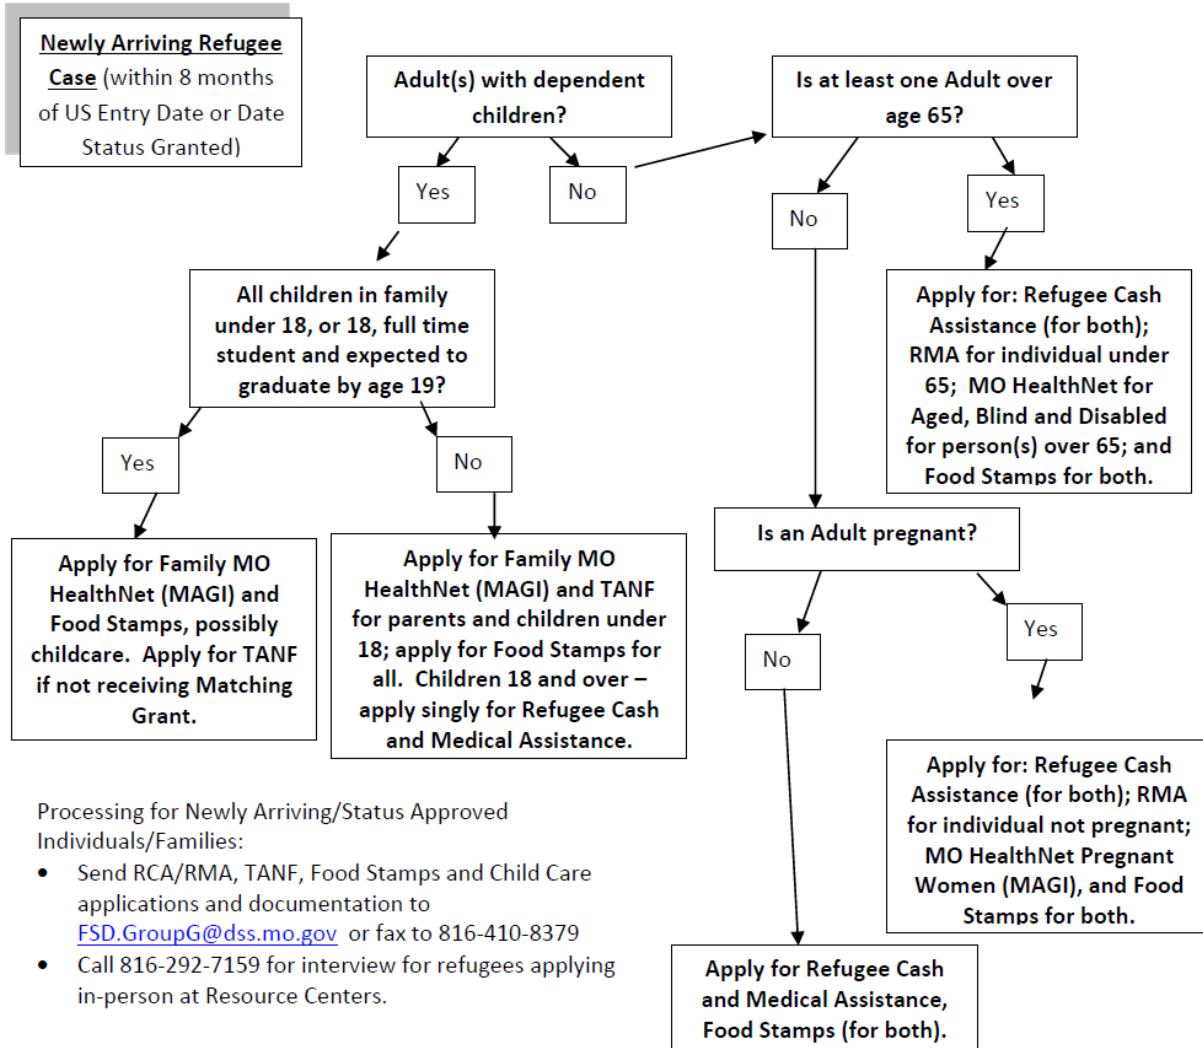 Newly Arriving Refugee
Case (within 8 months
of US Entry Date or Date
Status Granted)
Adult(s) with dependent
children?
Is at least one Adult over
age 65?
Yes
No
No
Yes
All children in family
under 18, or 18, full time
student and expected to
graduate by age 19?
Apply for: Refugee Cash
Assistance (for both);
RMA for individual under
65;  MO HealthNet for
Aged, Blind and Disabled
for person(s) over 65; and
Food Stamps for both.
Yes
No
Is an Adult pregnant?
Apply for Family MO
HealthNet (MAGI) and
Food Stamps, possibly
childcare.  Apply for TANF
if not receiving Matching
Grant.
Apply for Family MO
HealthNet (MAGI) and TANF
for parents and children under
18; apply for Food Stamps for
all.  Children 18 and over –
apply singly for Refugee Cash
and Medical Assistance.
No
Yes
Apply for: Refugee Cash
Assistance (for both); RMA
for individual not pregnant;
MO HealthNet Pregnant
Women (MAGI), and Food
Stamps for both.
Processing for Newly Arriving/Status Approved
Individuals/Families:
• Send RCA/RMA, TANF, Food Stamps and Child Care
applications and documentation to
FSD.GroupG@dss.mo.gov  or fax to 816-410-8379
• Call 816-292-7159 for interview for refugees applying
in-person at Resource Centers.
Apply for Refugee Cash
and Medical Assistance,
Food Stamps (for both).